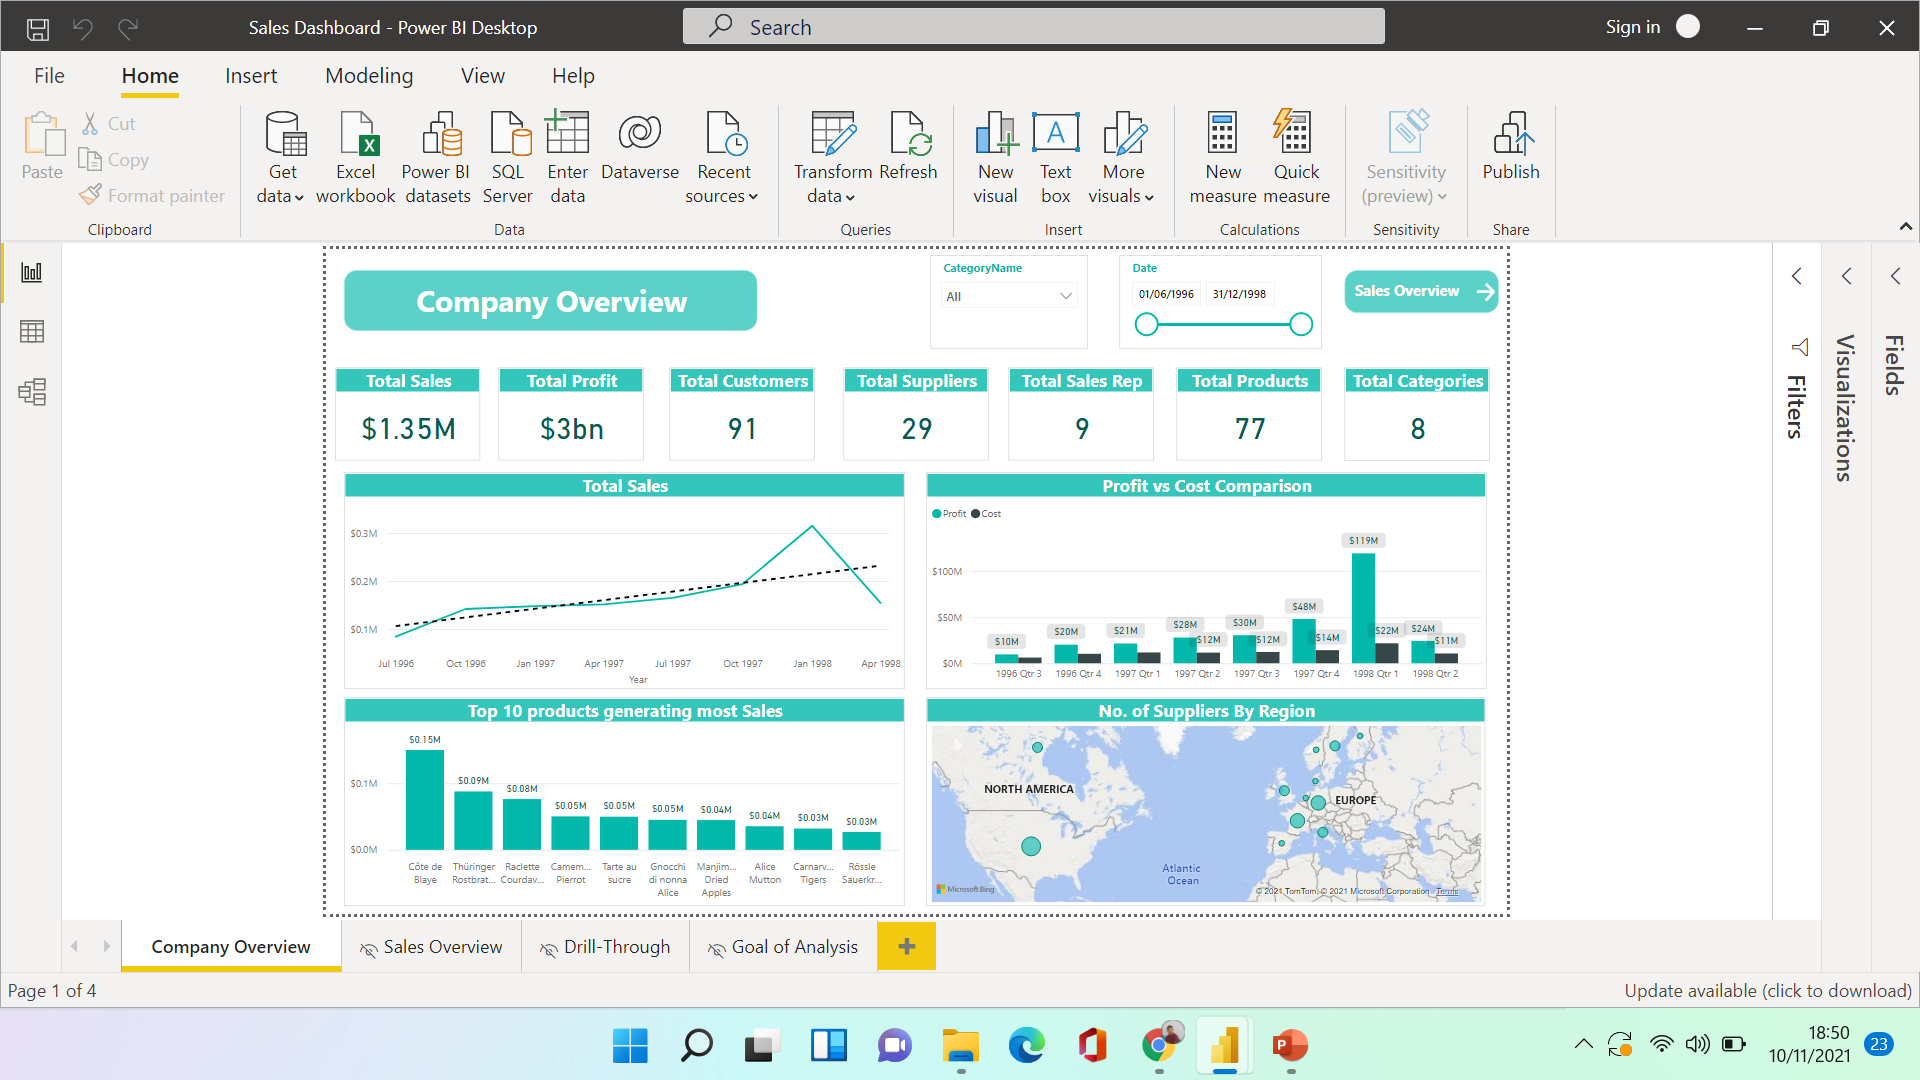 Sales Dashboard - Power BI Desktop
Search
Sign in
File Home Insert Modeling View Help
Paste
Cut
Copy
Format painter
Clipboard
Get data
Excel workbook
Power BI datasets
SQL Server
Enter data
Dataverse
Recent sources
Data
Transform data
Refresh
Queries
New visual
Text box
More visuals
Insert
New measure
Quick measure
Calculations
Sensitivity (preview)
Sensitivity
Publish
Share
Company Overview
CategoryName
All
Date
01/06/1996 31/12/1998
Sales Overview
Total Sales
$1.35M
Total Profit
$3bn
Total Customers
91
Total Suppliers
29
Total Sales Rep
9
Total Products
77
Total Categories
8
Total Sales
$0.3M
$0.2M
$0.1M
Jul 1996 Oct 1996 Jan 1997 Apr 1997 Jul 1997 Oct 1997 Jan 1998 Apr 1998
Year
Profit vs Cost Comparison
Profit Cost
$100M
$50M
$0M
$10M $20M $21M $28M $12M $30M $12M $48M $14M $119M $22M $24M $11M
1996 Qtr 3 1996 Qtr 4 1997 Qtr 1 1997 Qtr 2 1997 Qtr 3 1997 Qtr 4 1998 Qtr 1 1998 Qtr 2
Top 10 products generating most Sales
$0.1M
$0.0M
$0.15M $0.09M $0.08M $0.05M $0.05M $0.05M $0.04M $0.04M $0.03M $0.03M
Côte de Blaye
Thüringer Rostbrat...
Raclette Courdav...
Camem... Pierrot
Tarte au sucre
Gnocchi di nonna Alice
Manjim... Dried Apples
Alice Mutton
Carnarv... Tigers
Rössle Sauerkr...
No. of Suppliers By Region
NORTH AMERICA
EUROPE
Atlantic
Ocean
Microsoft Bing
© 2021 TomTom, © 2021 Microsoft Corporation Terms
Filters
Visualizations
Fields
Company Overview Sales Overview Drill-Through Goal of Analysis
Page 1 of 4
Update available (click to download)
18:50
10/11/2021
23